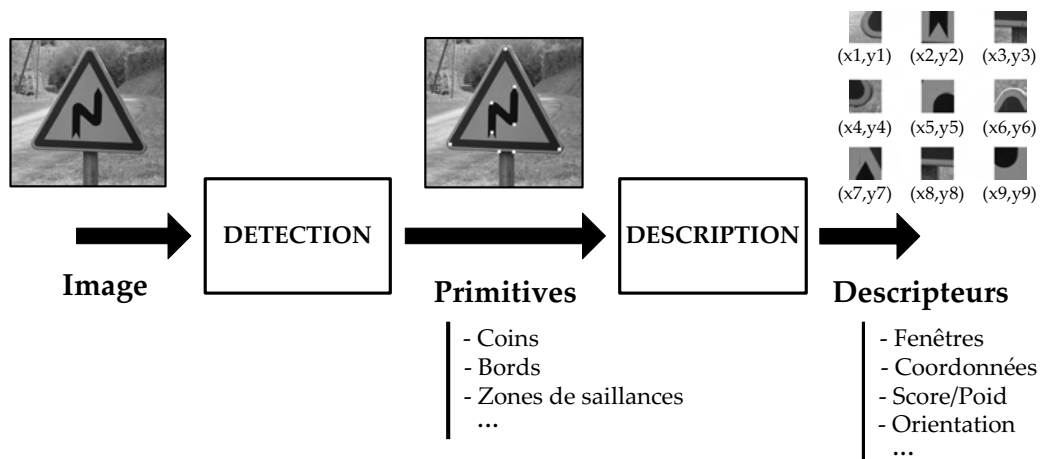 (x1,y1) (x2,y2) (x3,y3)
(x4,y4) (x5,y5) (x6,y6)
(x7,y7) (x8,y8) (x9,y9)
DETECTION
DESCRIPTION
Image
Primitives
Descripteurs
- Coins
- Bords
- Zones de saillances
...
- Fenêtres
- Coordonnées
- Score/Poid
- Orientation
...